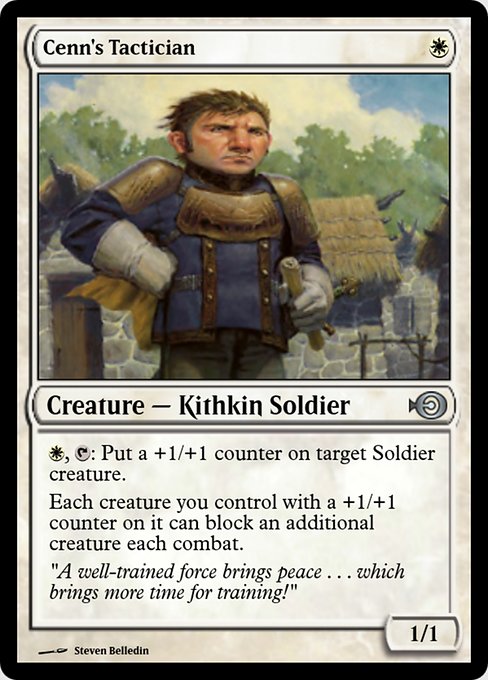 Cenn's Tactician
Creature — Kithkin Soldier
, : Put a +1/+1 counter on target Soldier
creature.
Each creature you control with a +1/+1
counter on it can block an additional
creature each combat.
"A well-trained force brings peace . . . which
brings more time for training!"
1/1
Steven Belledin